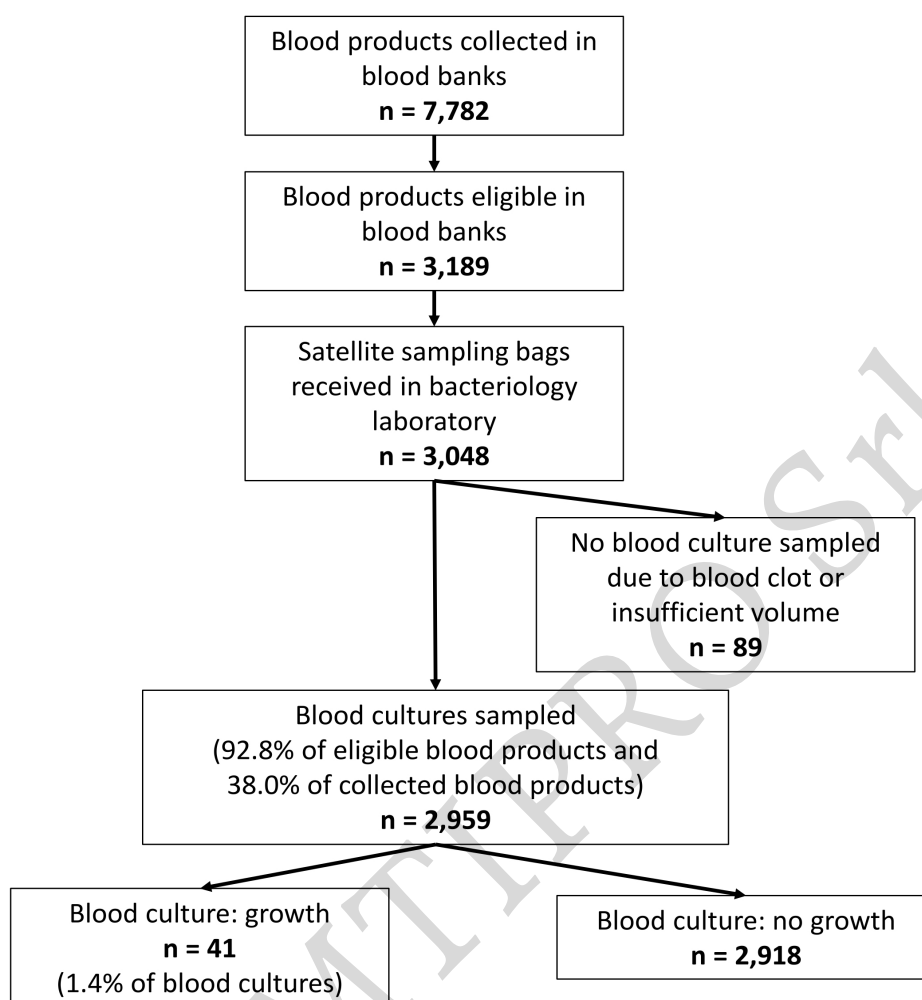 Blood products collected in
blood banks
n = 7,782
Blood products eligible in
blood banks
n = 3,189
Satellite sampling bags
received in bacteriology
laboratory
n = 3,048
No blood culture sampled
due to blood clot or
insufficient volume
n = 89
Blood cultures sampled
(92.8% of eligible blood products and
38.0% of collected blood products)
n = 2,959
Blood culture: growth
n = 41
(1.4% of blood cultures)
Blood culture: no growth
n = 2,918
MTIPRO Srl